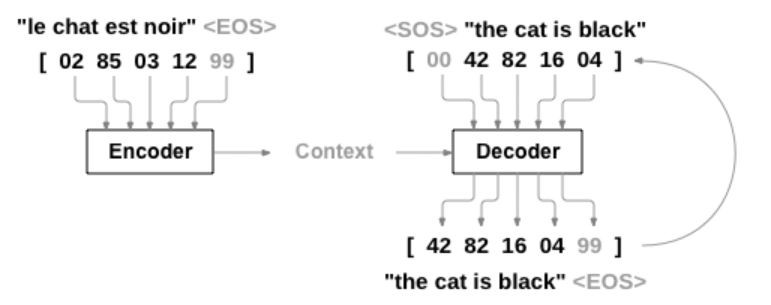 "le chat est noir" <EOS>
[ 02 85 03 12 99 ]
Encoder
Context
<SOS> "the cat is black"
[ 00 42 82 16 04 ]
Decoder
[ 42 82 16 04 99 ]
"the cat is black" <EOS>